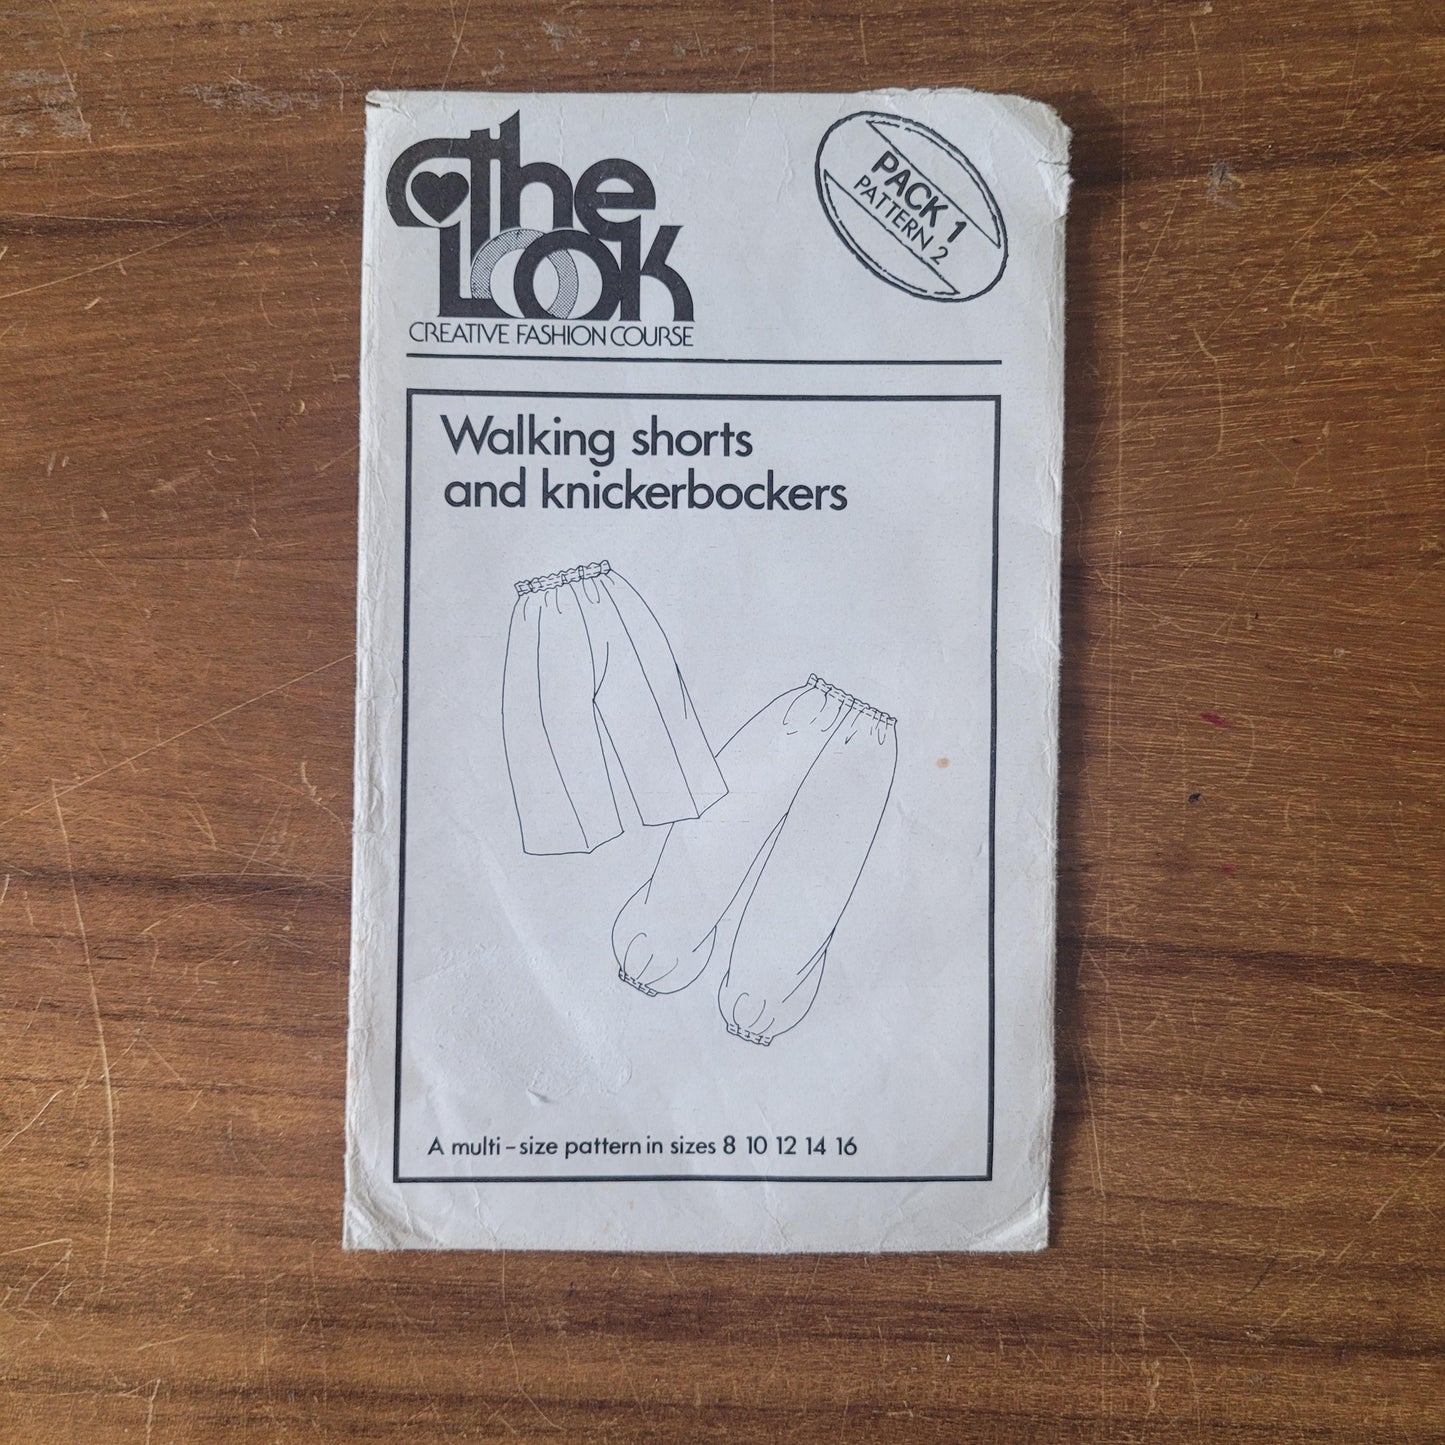 the
LOOK
CREATIVE FASHION COURSE
PACK 1
PATTERN 2
Walking shorts
and knickerbockers
A multi - size pattern in sizes 8 10 12 14 16